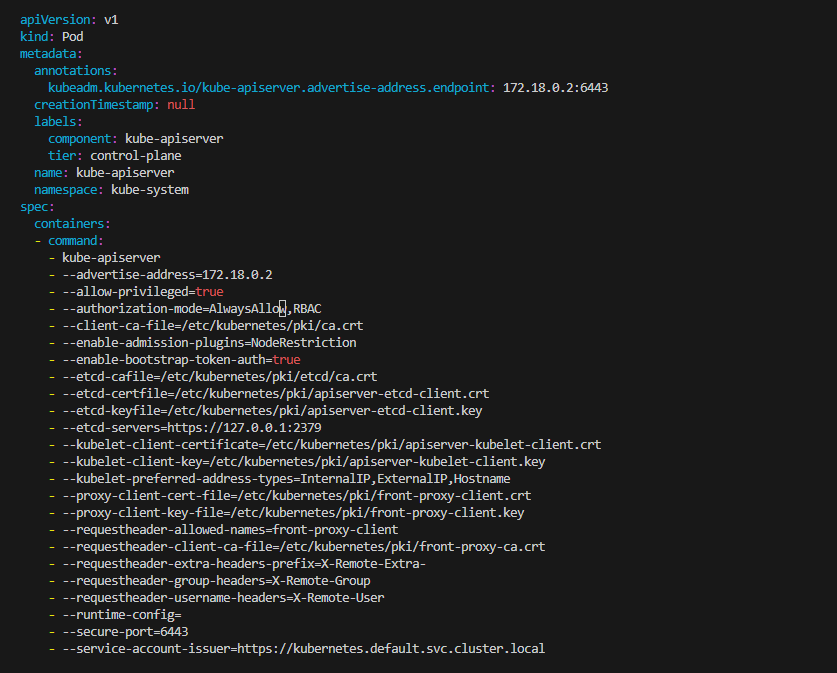 apiVersion: v1
kind: Pod
metadata:
  annotations:
    kubeadm.kubernetes.io/kube-apiserver.advertise-address.endpoint: 172.18.0.2:6443
  creationTimestamp: null
  labels:
    component: kube-apiserver
    tier: control-plane
  name: kube-apiserver
  namespace: kube-system
spec:
  containers:
  - command:
    - kube-apiserver
    - --advertise-address=172.18.0.2
    - --allow-privileged=true
    - --authorization-mode=AlwaysAllow,RBAC
    - --client-ca-file=/etc/kubernetes/pki/ca.crt
    - --enable-admission-plugins=NodeRestriction
    - --enable-bootstrap-token-auth=true
    - --etcd-cafile=/etc/kubernetes/pki/etcd/ca.crt
    - --etcd-certfile=/etc/kubernetes/pki/apiserver-etcd-client.crt
    - --etcd-keyfile=/etc/kubernetes/pki/apiserver-etcd-client.key
    - --etcd-servers=https://127.0.0.1:2379
    - --kubelet-client-certificate=/etc/kubernetes/pki/apiserver-kubelet-client.crt
    - --kubelet-client-key=/etc/kubernetes/pki/apiserver-kubelet-client.key
    - --kubelet-preferred-address-types=InternalIP,ExternalIP,Hostname
    - --proxy-client-cert-file=/etc/kubernetes/pki/front-proxy-client.crt
    - --proxy-client-key-file=/etc/kubernetes/pki/front-proxy-client.key
    - --requestheader-allowed-names=front-proxy-client
    - --requestheader-client-ca-file=/etc/kubernetes/pki/front-proxy-ca.crt
    - --requestheader-extra-headers-prefix=X-Remote-Extra-
    - --requestheader-group-headers=X-Remote-Group
    - --requestheader-username-headers=X-Remote-User
    - --runtime-config=
    - --secure-port=6443
    - --service-account-issuer=https://kubernetes.default.svc.cluster.local